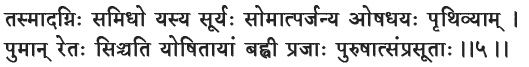 तस्मादग्निः समिधो यस्य सूर्यः सोमात्पर्जन्य ओषधयः पृथिव्याम् ।
पुमान् रेतः सिञ्चति योषितायां बह्वी प्रजाः पुरुषात्संप्रसूताः ।।५ ।।